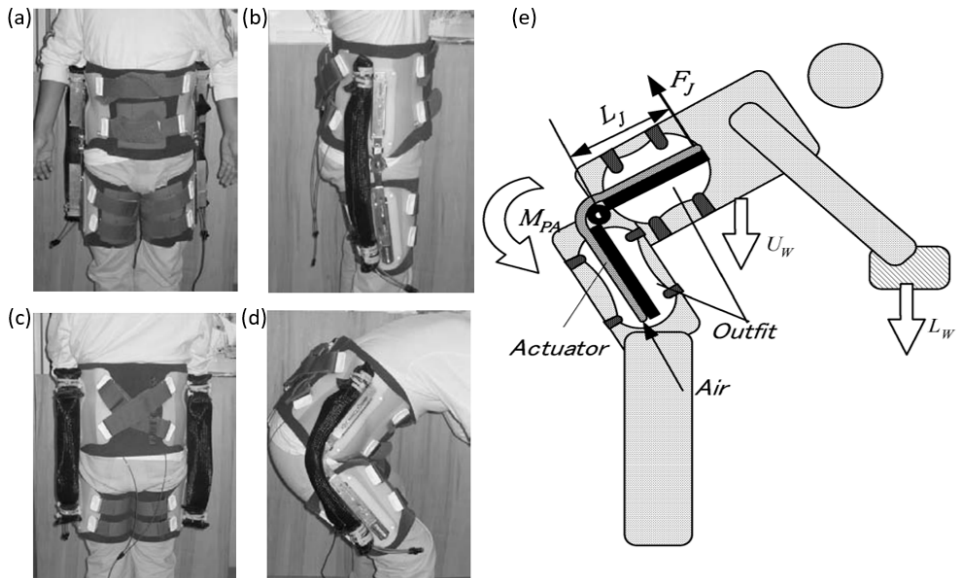 (a)
(b)
(c)
(d)
(e)
F_J
L_J
M_PA
U_W
L_W
Actuator
Outfit
Air